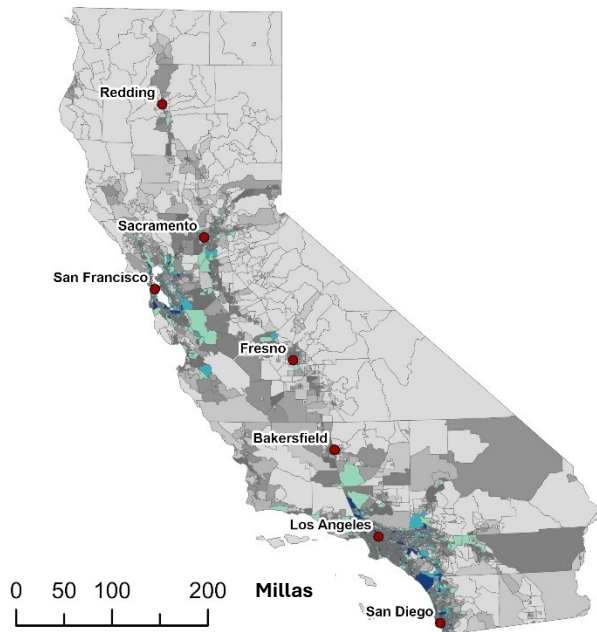 Redding
Sacramento
San Francisco
Fresno
Bakersfield
Los Angeles
San Diego
0 50 100 200 Millas